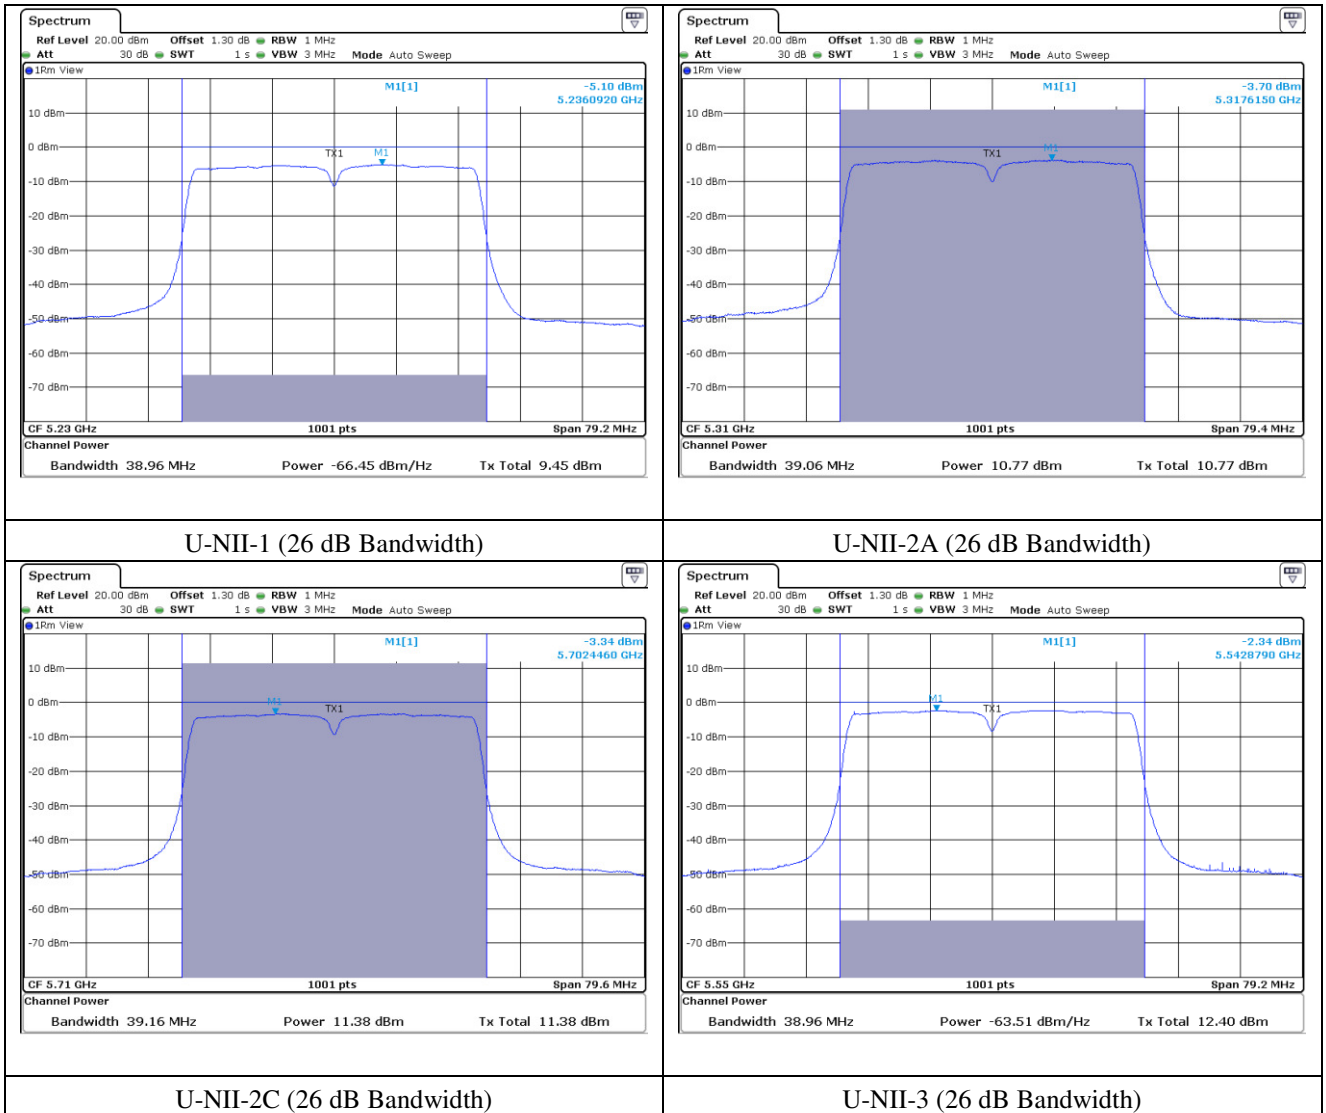 Spectrum
Ref Level 20.00 dBm Offset 1.30 dB RBW 1 MHz
Att 30 dB SWT 1 s VBW 3 MHz Mode Auto Sweep
1Rm View
M1[1] -5.10 dBm
5.2360920 GHz
10 dBm
0 dBm
TX1 M1
-10 dBm
-20 dBm
-30 dBm
-40 dBm
-50 dBm
-60 dBm
-70 dBm
CF 5.23 GHz 1001 pts Span 79.2 MHz
Channel Power
Bandwidth 38.96 MHz Power -66.45 dBm/Hz Tx Total 9.45 dBm
U-NII-1 (26 dB Bandwidth)
Spectrum
Ref Level 20.00 dBm Offset 1.30 dB RBW 1 MHz
Att 30 dB SWT 1 s VBW 3 MHz Mode Auto Sweep
1Rm View
M1[1] -3.70 dBm
5.3176150 GHz
10 dBm
0 dBm
TX1 M1
-10 dBm
-20 dBm
-30 dBm
-40 dBm
-50 dBm
-60 dBm
-70 dBm
CF 5.31 GHz 1001 pts Span 79.4 MHz
Channel Power
Bandwidth 39.06 MHz Power 10.77 dBm Tx Total 10.77 dBm
U-NII-2A (26 dB Bandwidth)
Spectrum
Ref Level 20.00 dBm Offset 1.30 dB RBW 1 MHz
Att 30 dB SWT 1 s VBW 3 MHz Mode Auto Sweep
1Rm View
M1[1] -3.34 dBm
5.7024460 GHz
10 dBm
0 dBm
M1 TX1
-10 dBm
-20 dBm
-30 dBm
-40 dBm
-50 dBm
-60 dBm
-70 dBm
CF 5.71 GHz 1001 pts Span 79.6 MHz
Channel Power
Bandwidth 39.16 MHz Power 11.38 dBm Tx Total 11.38 dBm
U-NII-2C (26 dB Bandwidth)
Spectrum
Ref Level 20.00 dBm Offset 1.30 dB RBW 1 MHz
Att 30 dB SWT 1 s VBW 3 MHz Mode Auto Sweep
1Rm View
M1[1] -2.34 dBm
5.5428790 GHz
10 dBm
0 dBm
M1 TX1
-10 dBm
-20 dBm
-30 dBm
-40 dBm
-50 dBm
-60 dBm
-70 dBm
CF 5.55 GHz 1001 pts Span 79.2 MHz
Channel Power
Bandwidth 38.96 MHz Power -63.51 dBm/Hz Tx Total 12.40 dBm
U-NII-3 (26 dB Bandwidth)